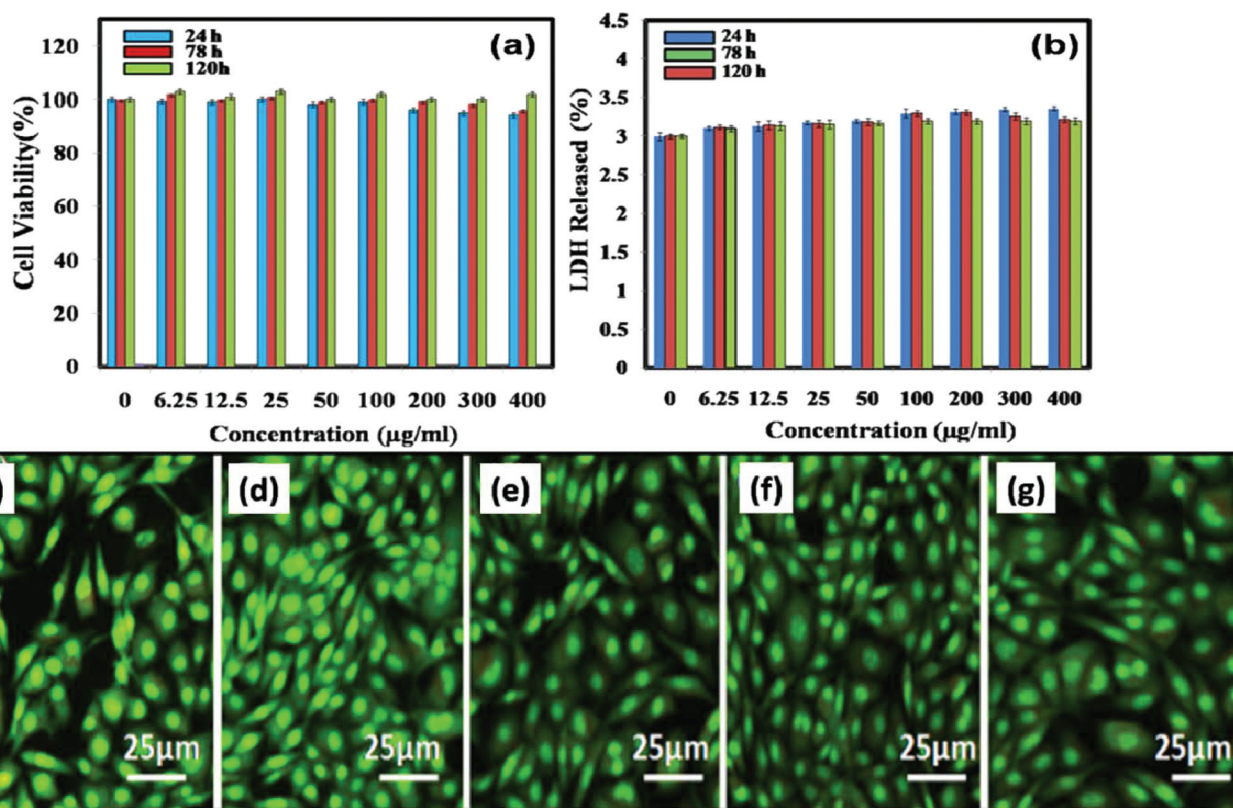 24 h
78 h
120h
(a)
120
100
80
60
40
20
0
Cell Viability(%)
0 6.25 12.5 25 50 100 200 300 400
Concentration (µg/ml)
24 h
78 h
120 h
(b)
4.5
4
3.5
3
2.5
2
1.5
1
0.5
0
LDH Released (%)
0 6.25 12.5 25 50 100 200 300 400
Concentration (µg/ml)
)
(d)
(e)
(f)
(g)
25µm
25µm
25µm
25µm
25µm